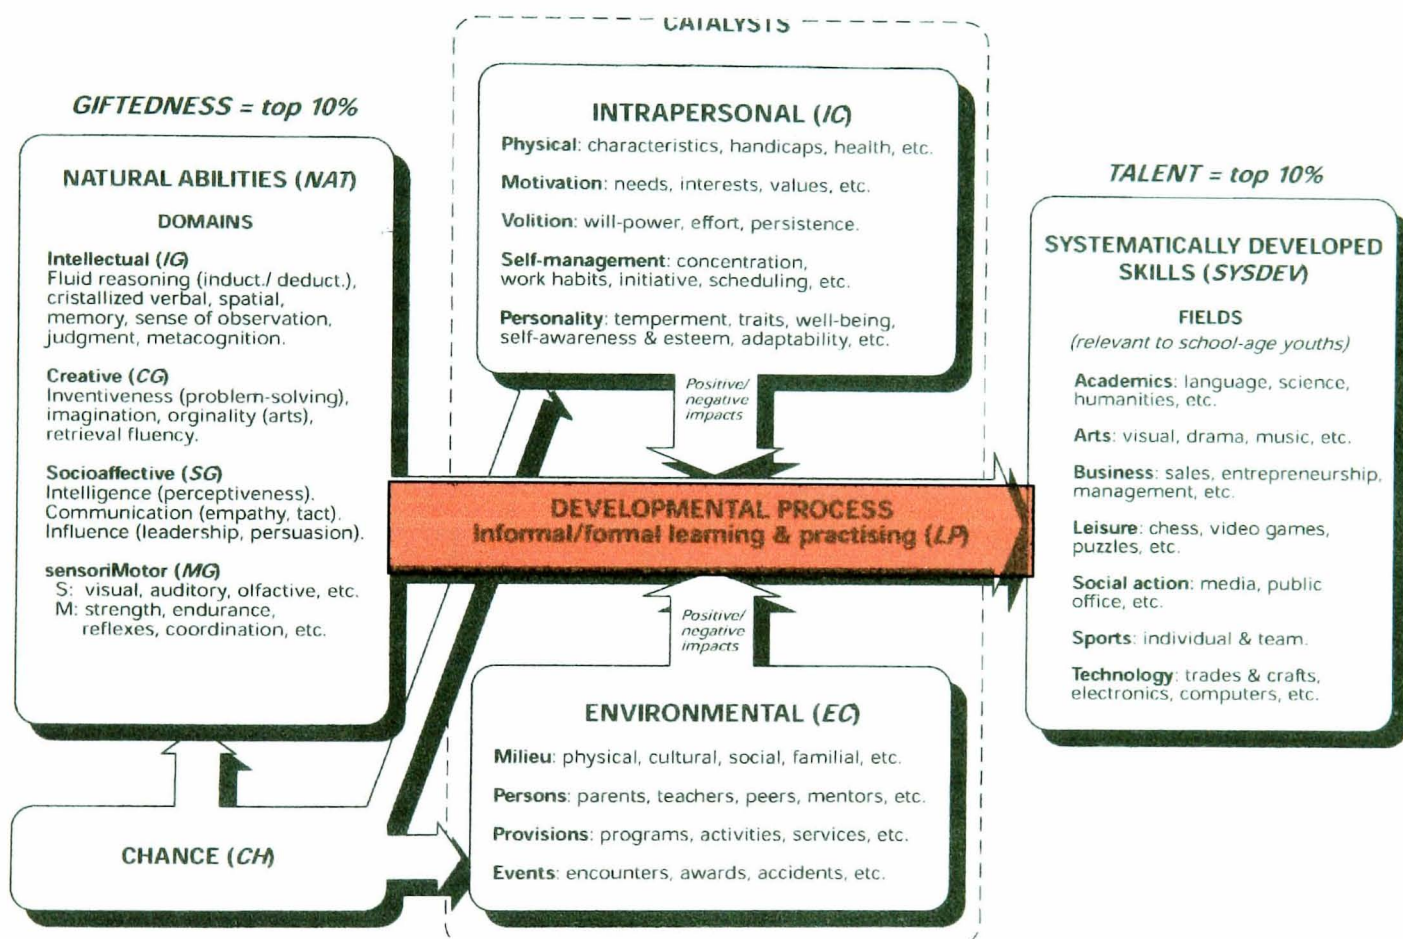 CATALYSTS
GIFTEDNESS = top 10%
NATURAL ABILITIES (NAT)
DOMAINS
Intellectual (IG)
Fluid reasoning (induct./ deduct.),
cristallized verbal, spatial,
memory, sense of observation,
judgment, metacognition.
Creative (CG)
Inventiveness (problem-solving),
imagination, orginality (arts),
retrieval fluency.
Socioaffective (SG)
Intelligence (perceptiveness).
Communication (empathy, tact).
Influence (leadership, persuasion).
sensoriMotor (MG)
S: visual, auditory, olfactive, etc.
M: strength, endurance,
reflexes, coordination, etc.
CHANCE (CH)
INTRAPERSONAL (IC)
Physical: characteristics, handicaps, health, etc.
Motivation: needs, interests, values, etc.
Volition: will-power, effort, persistence.
Self-management: concentration,
work habits, initiative, scheduling, etc.
Personality: temperment, traits, well-being,
self-awareness & esteem, adaptability, etc.
Positive/
negative
impacts
DEVELOPMENTAL PROCESS
Informal/formal learning & practising (LP)
Positive/
negative
impacts
ENVIRONMENTAL (EC)
Milieu: physical, cultural, social, familial, etc.
Persons: parents, teachers, peers, mentors, etc.
Provisions: programs, activities, services, etc.
Events: encounters, awards, accidents, etc.
TALENT = top 10%
SYSTEMATICALLY DEVELOPED
SKILLS (SYSDEV)
FIELDS
(relevant to school-age youths)
Academics: language, science,
humanities, etc.
Arts: visual, drama, music, etc.
Business: sales, entrepreneurship,
management, etc.
Leisure: chess, video games,
puzzles, etc.
Social action: media, public
office, etc.
Sports: individual & team.
Technology: trades & crafts,
electronics, computers, etc.